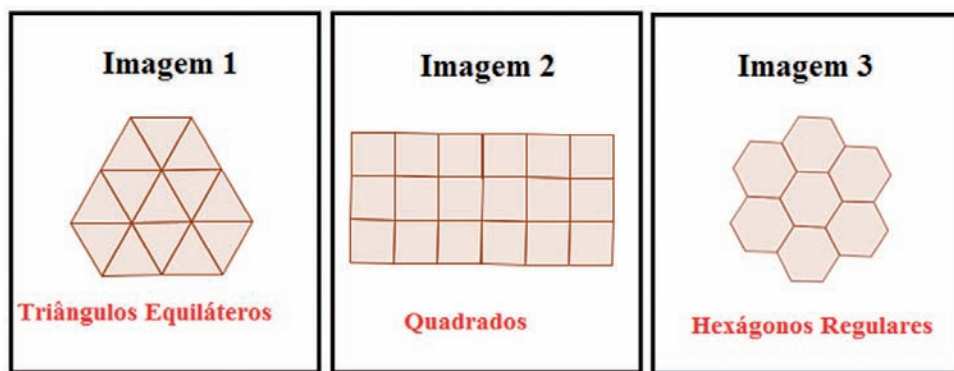 Imagem 1
Triângulos Equiláteros
Imagem 2
Quadrados
Imagem 3
Hexágonos Regulares